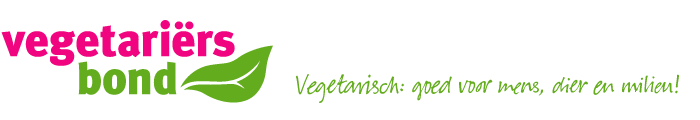 vegetariërs
bond
Vegetarisch: goed voor mens, dier en milieu!